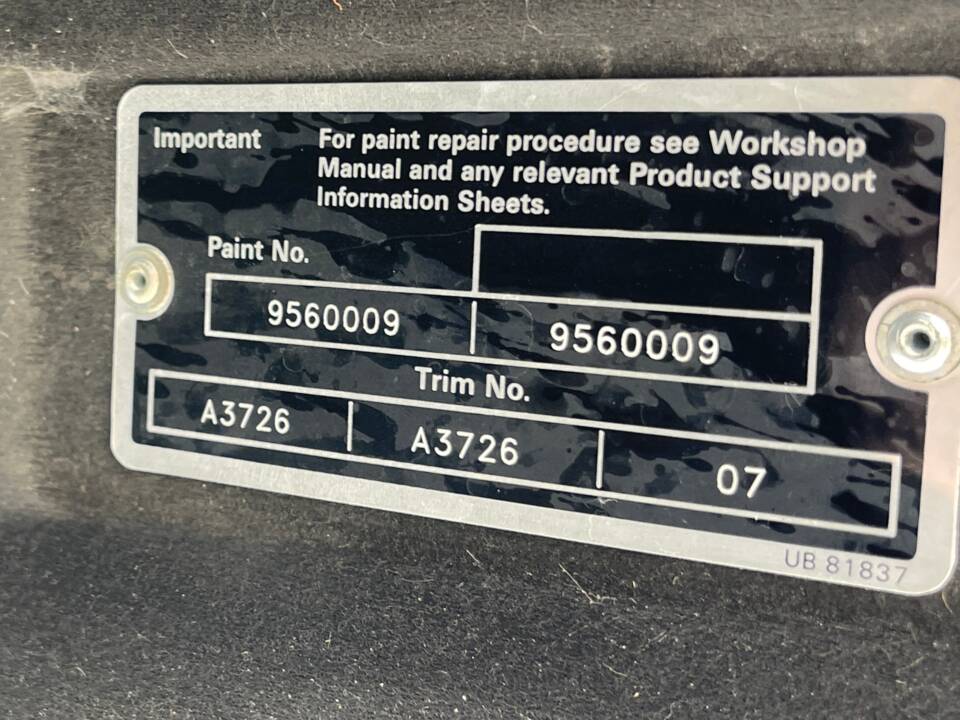 Important
For paint repair procedure see Workshop
Manual and any relevant Product Support
Information Sheets.
Paint No.
9560009 9560009
Trim No.
A3726 A3726 07
UB 81837